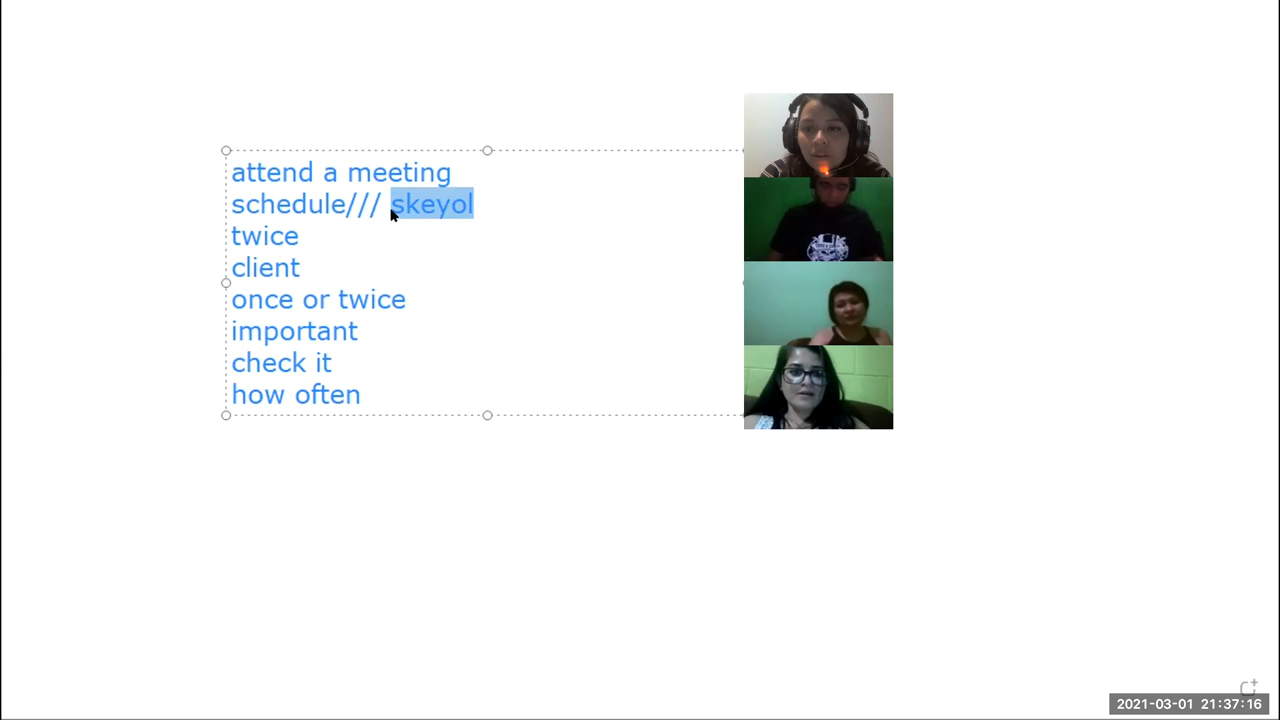 attend a meeting
schedule/// skeyol
twice
client
once or twice
important
check it
how often
2021-03-01 21:37:16